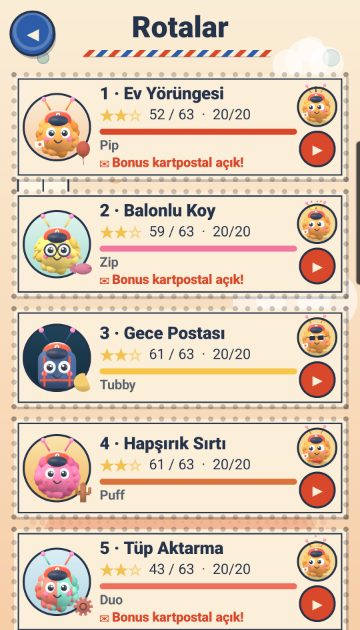 Rotalar
1 · Ev Yörüngesi
★★☆ 52 / 63 · 20/20
Pip
✉ Bonus kartpostal açık!
2 · Balonlu Koy
★★☆ 59 / 63 · 20/20
Zip
✉ Bonus kartpostal açık!
3 · Gece Postası
★★☆ 61 / 63 · 20/20
Tubby
4 · Hapşırık Sırtı
★★☆ 61 / 63 · 20/20
Puff
5 · Tüp Aktarma
★★☆ 43 / 63 · 20/20
Duo
✉ Bonus kartpostal açık!